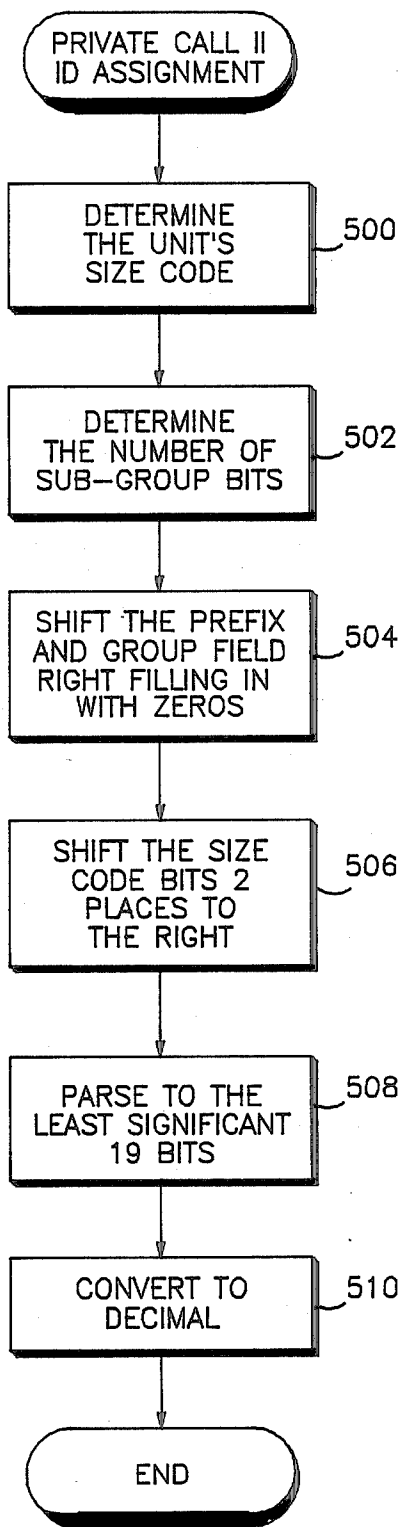 PRIVATE CALL II
ID ASSIGNMENT
DETERMINE
THE UNIT'S
SIZE CODE
500
DETERMINE
THE NUMBER OF
SUB-GROUP BITS
502
SHIFT THE PREFIX
AND GROUP FIELD
RIGHT FILLING IN
WITH ZEROS
504
SHIFT THE SIZE
CODE BITS 2
PLACES TO
THE RIGHT
506
PARSE TO THE
LEAST SIGNIFICANT
19 BITS
508
CONVERT TO
DECIMAL
510
END